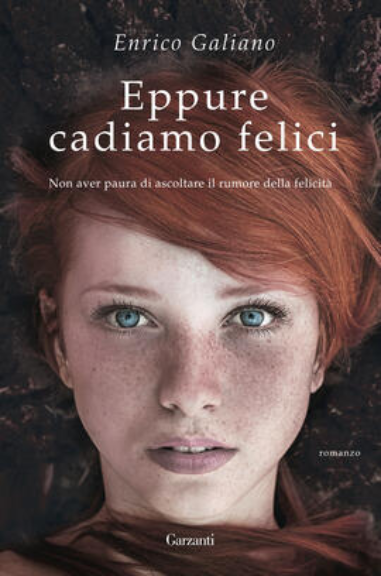 Enrico Galiano
Eppure
cadiamo felici
Non aver paura di ascoltare il rumore della felicità
romanzo
Garzanti